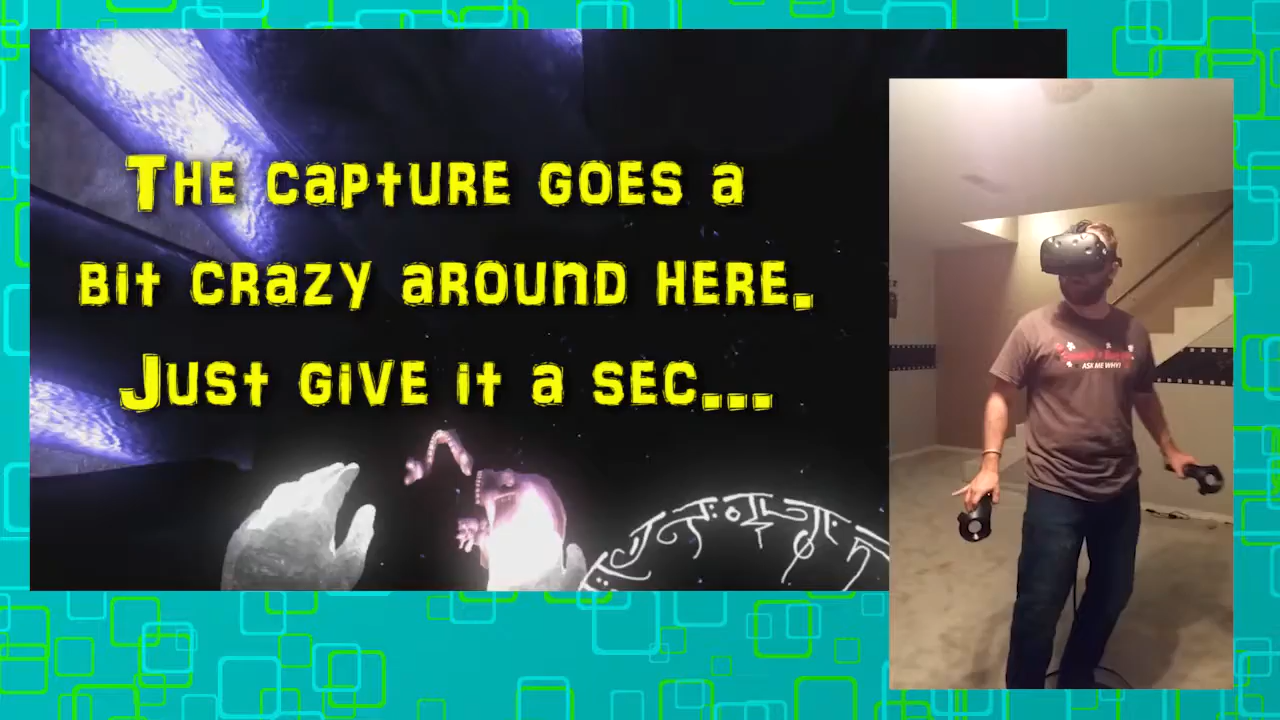 The capture goes a
bit crazy around here.
Just give it a sec...
ASK ME WHY!